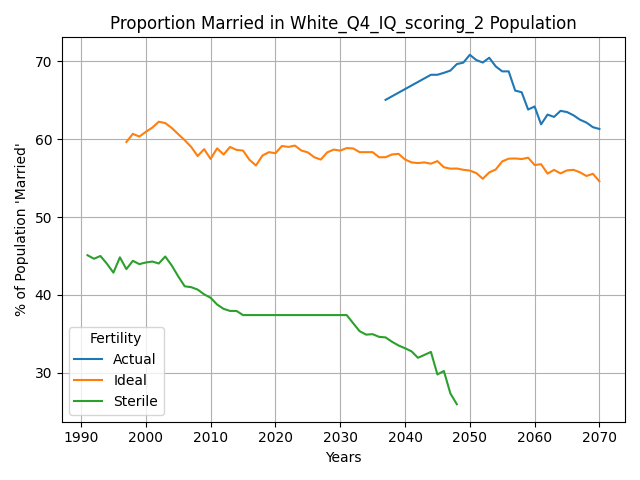 Proportion Married in White_Q4_IQ_scoring_2 Population
% of Population 'Married'
70
60
50
40
30
Fertility
Actual
Ideal
Sterile
1990 2000 2010 2020 2030 2040 2050 2060 2070
Years